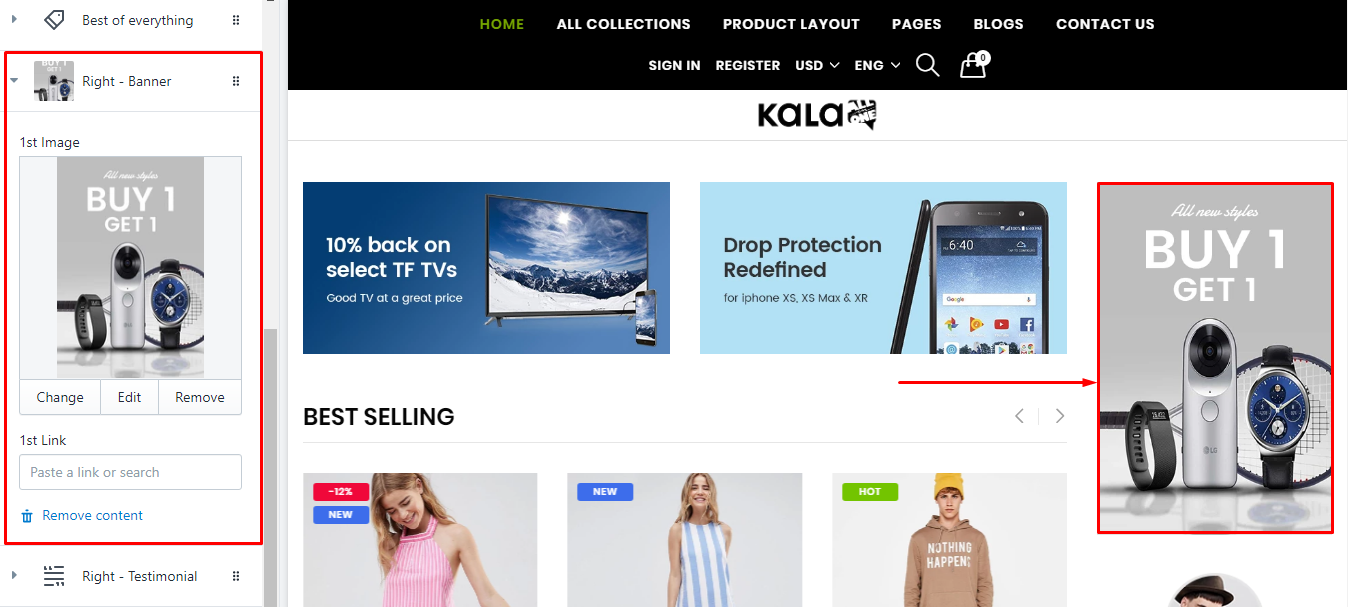 Best of everything
Right - Banner
1st Image
All new styles
BUY 1
GET 1
Change
Edit
Remove
1st Link
Paste a link or search
Remove content
Right - Testimonial
HOME
ALL COLLECTIONS
PRODUCT LAYOUT
PAGES
BLOGS
CONTACT US
SIGN IN
REGISTER
USD
ENG
0
KALA
ONE
10% back on
select TF TVs
Good TV at a great price
Drop Protection
Redefined
for iphone XS, XS Max & XR
6:40
Google
All new styles
BUY 1
GET 1
LG
BEST SELLING
-12%
NEW
NEW
HOT
NOTHING
HAPPENS